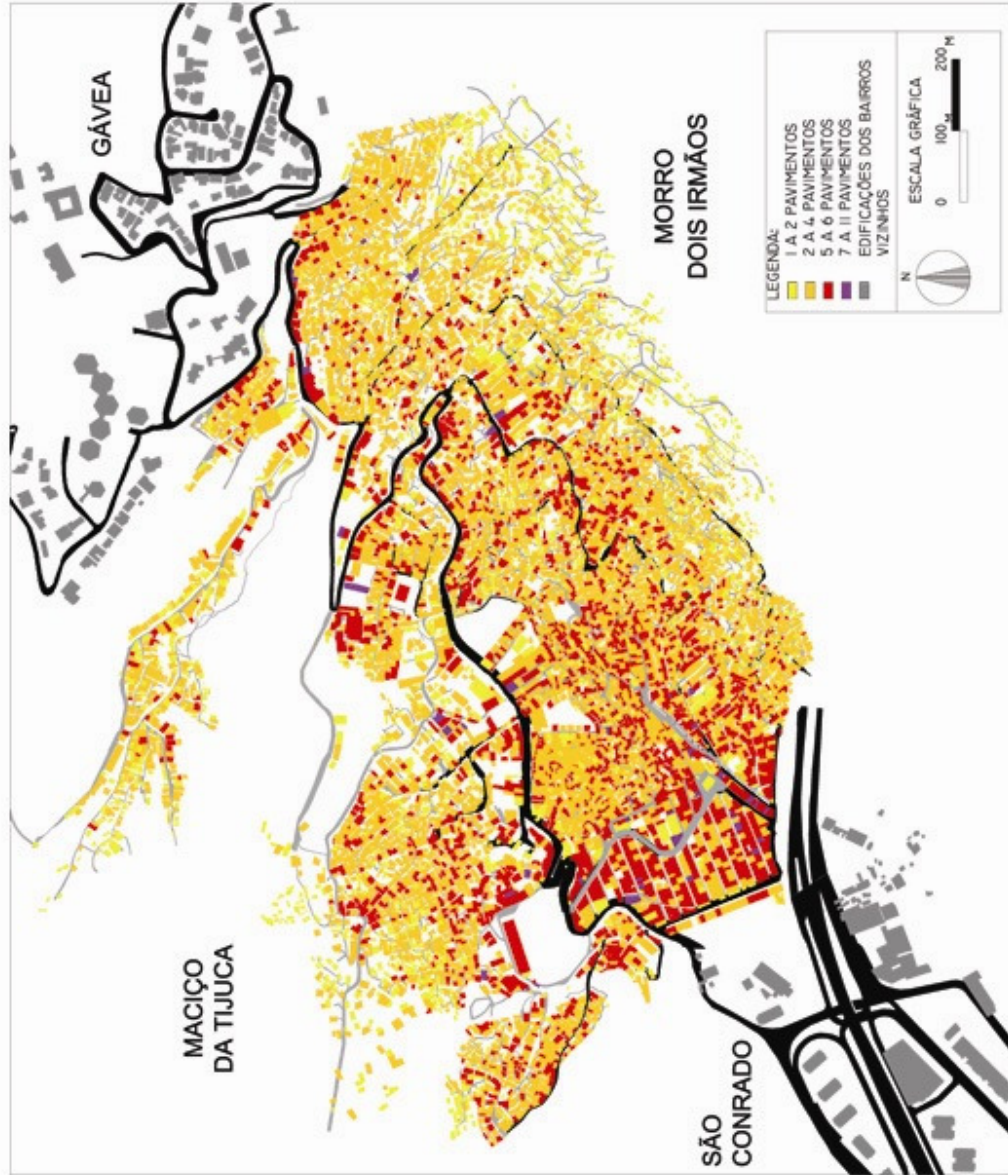 GÁVEA
MORRO
DOIS IRMÃOS
MACIÇO
DA TIJUCA
SÃO
CONRADO
LEGENDA:
1 A 2 PAVIMENTOS
2 A 4 PAVIMENTOS
5 A 6 PAVIMENTOS
7 A 11 PAVIMENTOS
EDIFICAÇÕES DOS BAIRROS
VIZINHOS
N
ESCALA GRÁFICA
0 100 M 200 M